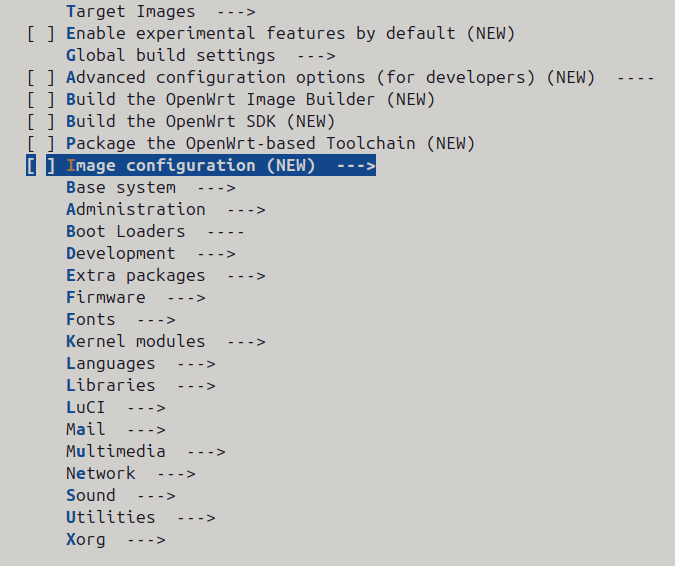 Target Images  --->
[ ] Enable experimental features by default (NEW)
Global build settings  --->
[ ] Advanced configuration options (for developers) (NEW)  ----
[ ] Build the OpenWrt Image Builder (NEW)
[ ] Build the OpenWrt SDK (NEW)
[ ] Package the OpenWrt-based Toolchain (NEW)
[ ] Image configuration (NEW)  --->
Base system  --->
Administration  --->
Boot Loaders  ----
Development  --->
Extra packages  --->
Firmware  --->
Fonts  --->
Kernel modules  --->
Languages  --->
Libraries  --->
LuCI  --->
Mail  --->
Multimedia  --->
Network  --->
Sound  --->
Utilities  --->
Xorg  --->